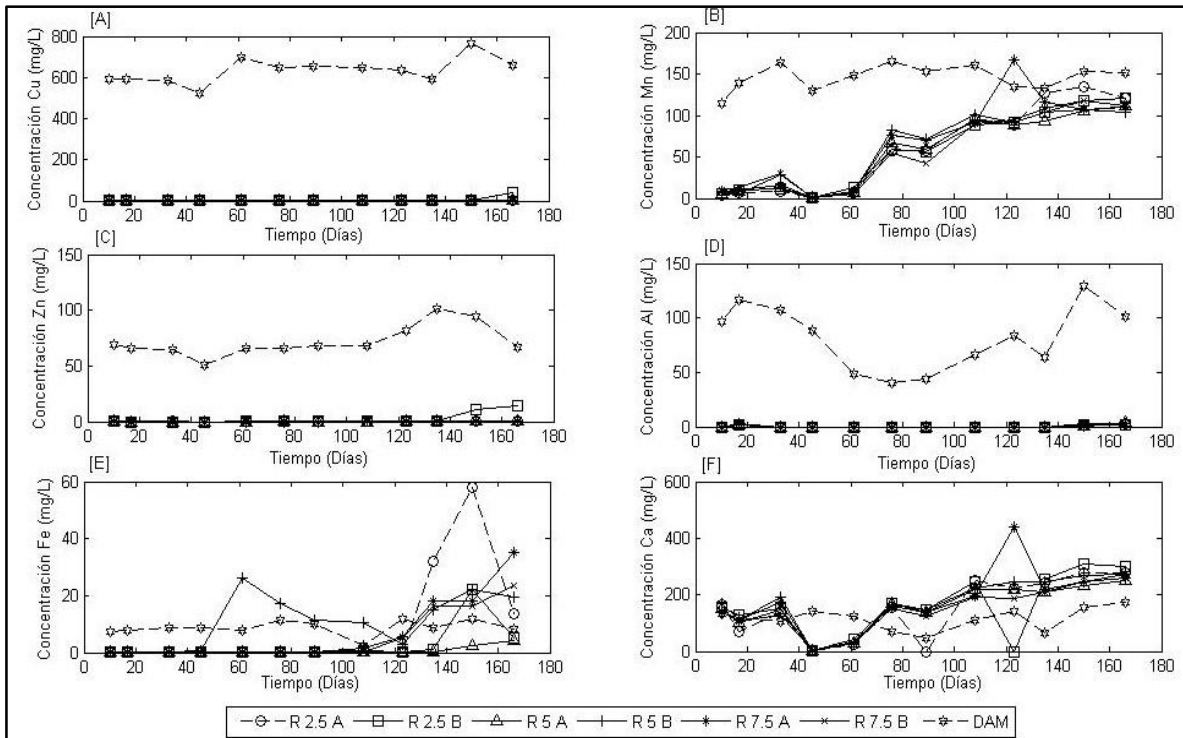 [A]
Concentración Cu (mg/L)
800
600
400
200
0
0 20 40 60 80 100 120 140 160 180
Tiempo (Días)
[B]
Concentración Mn (mg/L)
200
150
100
50
0
0 20 40 60 80 100 120 140 160 180
Tiempo (Días)
[C]
Concentración Zn (mg/L)
150
100
50
0
0 20 40 60 80 100 120 140 160 180
Tiempo (Días)
[D]
Concentración Al (mg/L)
150
100
50
0
0 20 40 60 80 100 120 140 160 180
Tiempo (Días)
[E]
Concentración Fe (mg/L)
60
40
20
0
0 20 40 60 80 100 120 140 160 180
Tiempo (Días)
[F]
Concentración Ca (mg/L)
600
400
200
0
0 20 40 60 80 100 120 140 160 180
Tiempo (Días)
R 2.5 A R 2.5 B R 5 A R 5 B R 7.5 A R 7.5 B DAM